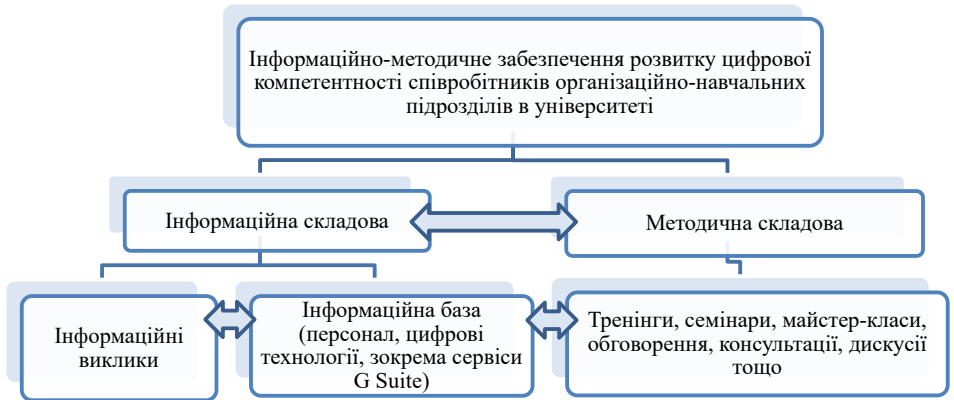 Інформаційно-методичне забезпечення розвитку цифрової
компетентності співробітників організаційно-навчальних
підрозділів в університеті
Інформаційна складова
Методична складова
Інформаційні
виклики
Інформаційна база
(персонал, цифрові
технології, зокрема сервіси
G Suite)
Тренінги, семінари, майстер-класи,
обговорення, консультації, дискусії
тощо